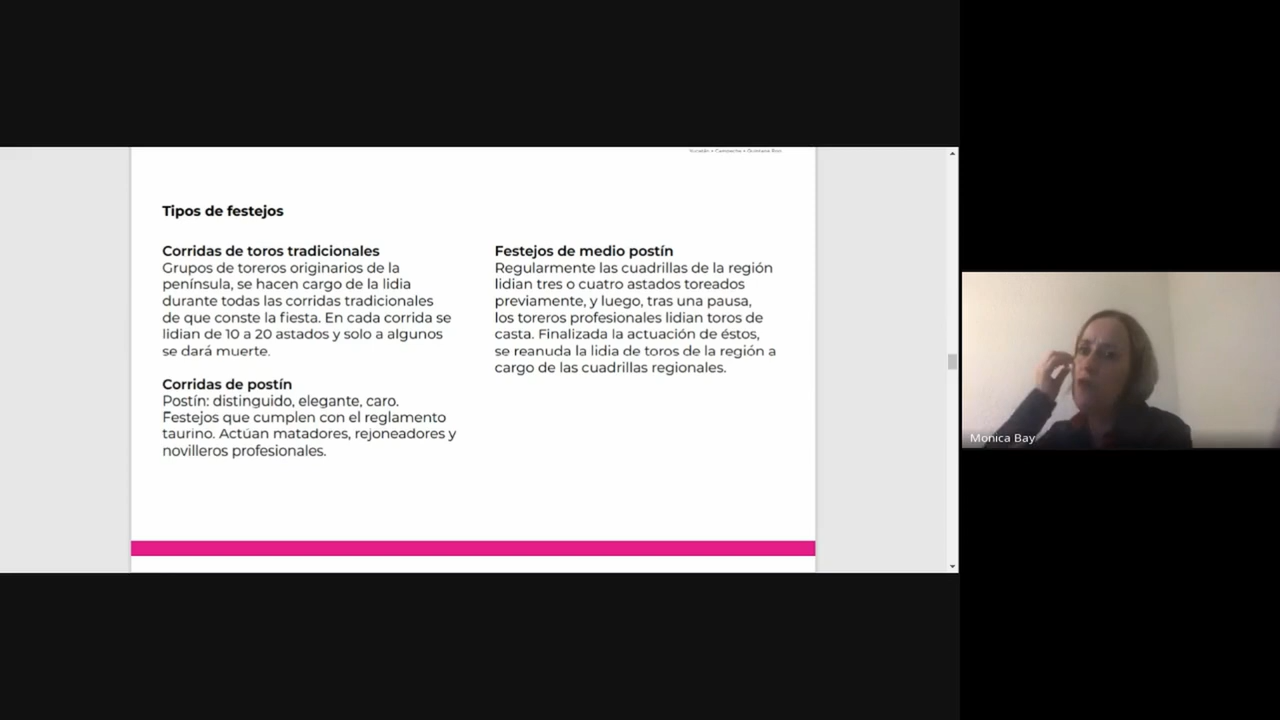 Yucatán • Campeche • Quintana Roo
Tipos de festejos
Corridas de toros tradicionales
Grupos de toreros originarios de la
península, se hacen cargo de la lidia
durante todas las corridas tradicionales
de que conste la fiesta. En cada corrida se
lidian de 10 a 20 astados y solo a algunos
se dará muerte.
Corridas de postín
Postín: distinguido, elegante, caro.
Festejos que cumplen con el reglamento
taurino. Actúan matadores, rejoneadores y
novilleros profesionales.
Festejos de medio postín
Regularmente las cuadrillas de la región
lidian tres o cuatro astados toreados
previamente, y luego, tras una pausa,
los toreros profesionales lidian toros de
casta. Finalizada la actuación de éstos,
se reanuda la lidia de toros de la región a
cargo de las cuadrillas regionales.
Monica Bay